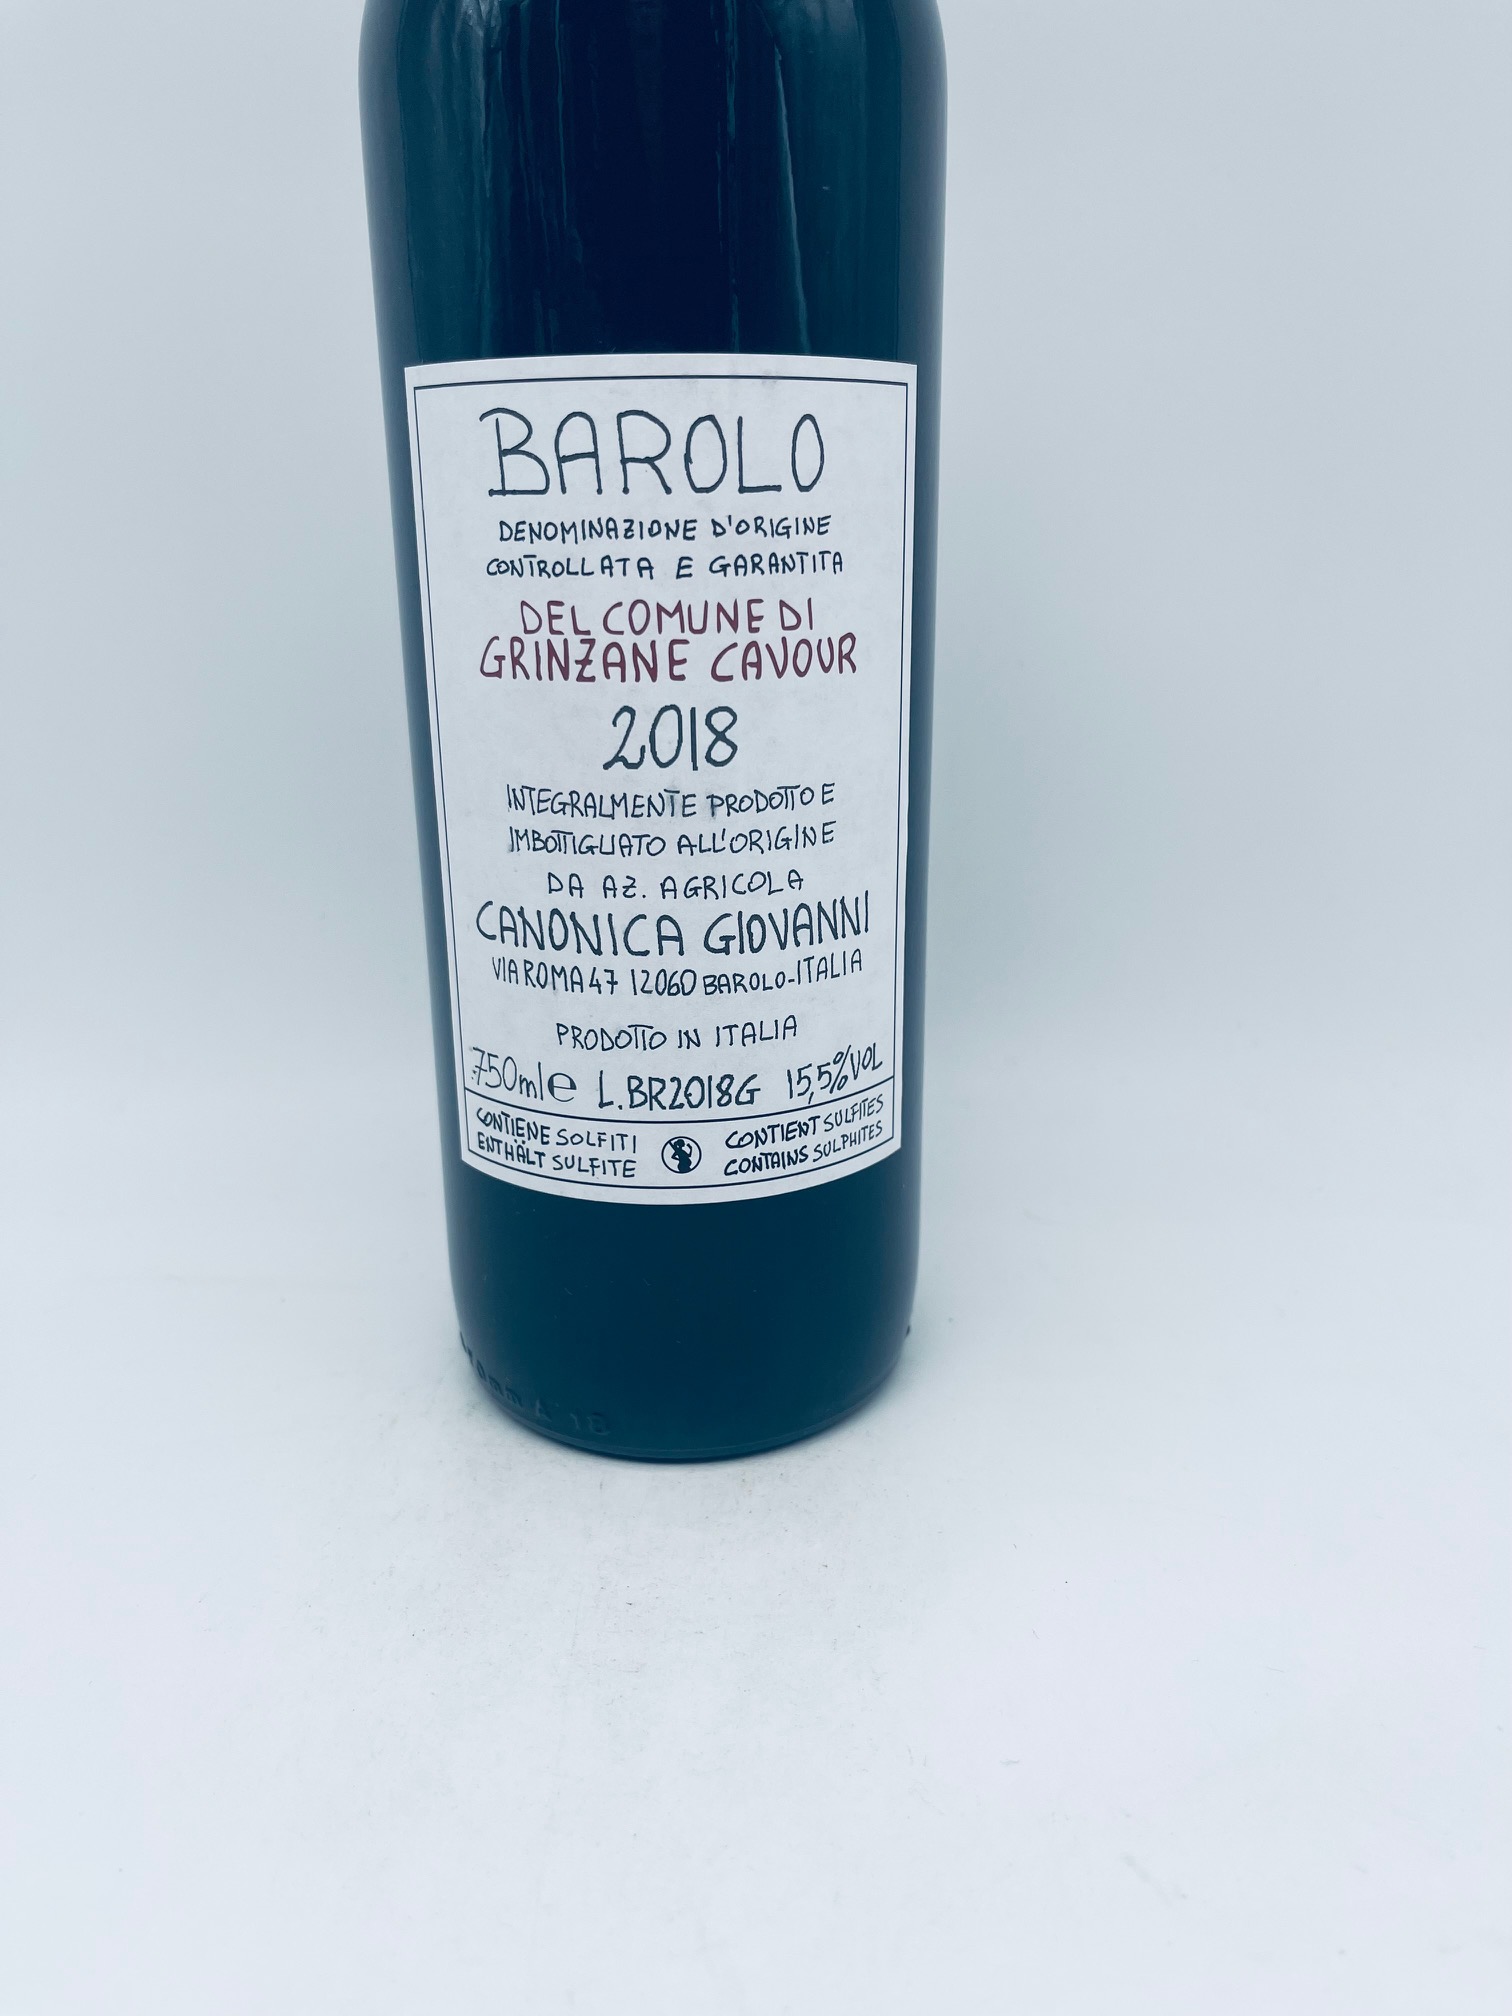 BAROLO
DENOMINAZIONE D'ORIGINE
CONTROLLATA E GARANTITA
DEL COMUNE DI
GRINZANE CAVOUR
2018
INTEGRALMENTE PRODOTTO E
IMBOTTIGLIATO ALL'ORIGINE
DA AZ. AGRICOLA
CANONICA GIOVANNI
VIA ROMA 47 12060 BAROLO-ITALIA
PRODOTTO IN ITALIA
750ml e L.BR2018G 15,5%VOL
CONTIENE SOLFITI
ENTHÄLT SULFITE
CONTIENT SULFITES
CONTAINS SULPHITES